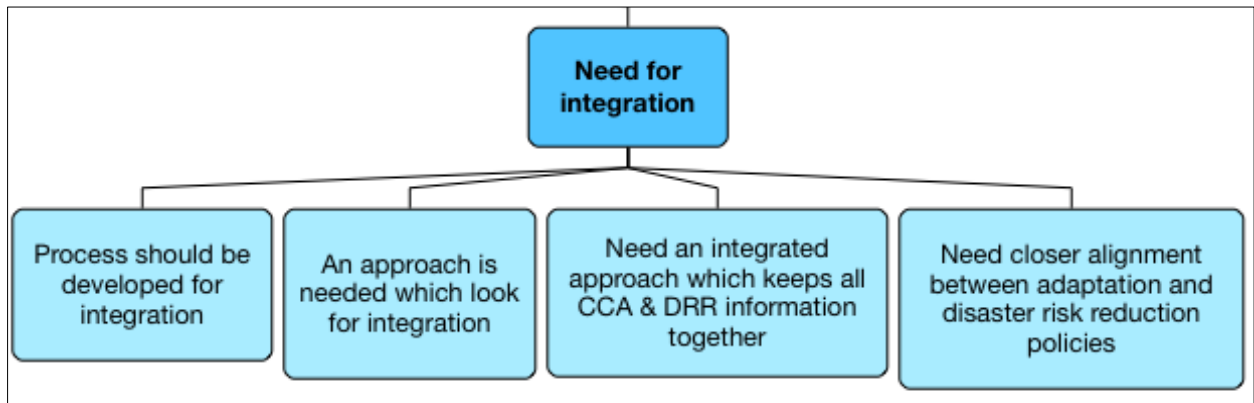 Need for
integration
Process should be
developed for
integration
An approach is
needed which look
for integration
Need an integrated
approach which keeps all
CCA & DRR information
together
Need closer alignment
between adaptation and
disaster risk reduction
policies